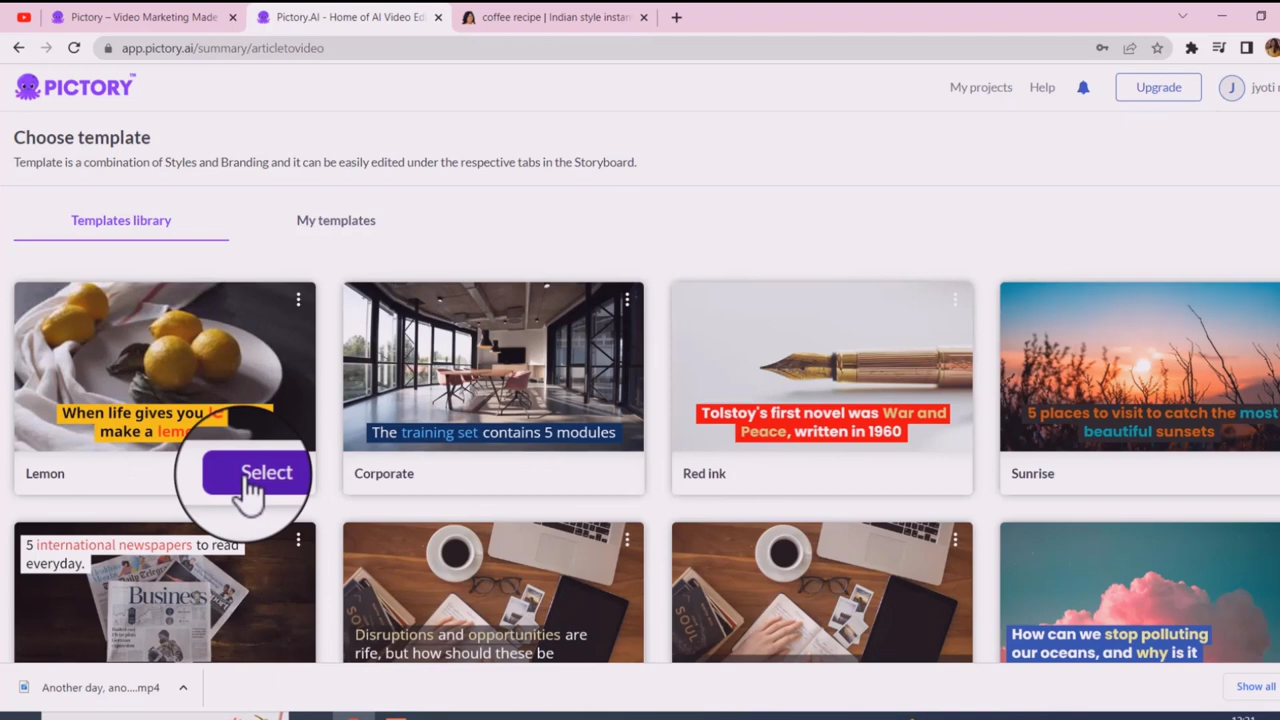 Pictory – Video Marketing Made
Pictory.AI - Home of AI Video Edi
coffee recipe | Indian style instan
app.pictory.ai/summary/articletovideo
PICTORY
My projects
Help
Upgrade
J
jyoti
Choose template
Template is a combination of Styles and Branding and it can be easily edited under the respective tabs in the Storyboard.
Templates library
My templates
When life gives you
make a
Lemon
Select
The training set contains 5 modules
Corporate
Tolstoy's first novel was War and
Peace, written in 1960
Red ink
5 places to visit to catch the most
beautiful sunsets
Sunrise
5 international newspapers to read
everyday.
Business
Disruptions and opportunities are
rife, but how should these be
How can we stop polluting
our oceans, and why is it
Another day, ano....mp4
Show all